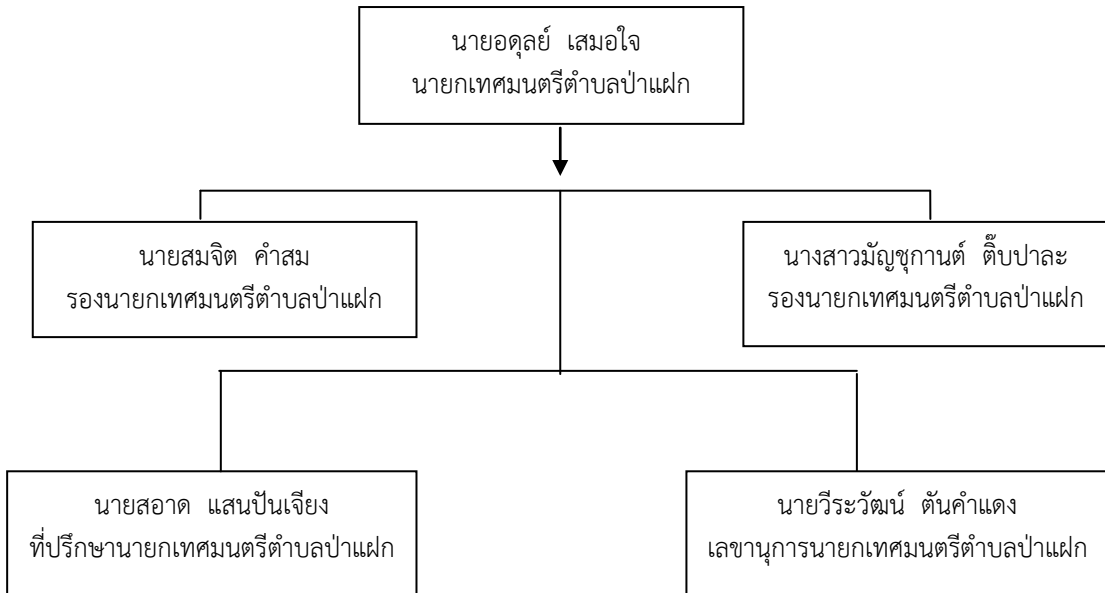 นายอดุลย์ เสมอใจ
นายกเทศมนตรีตำบลป่าแฝก
นายสมจิต คำสม
รองนายกเทศมนตรีตำบลป่าแฝก
นางสาวมัญชุกานต์ ติ๊บปาละ
รองนายกเทศมนตรีตำบลป่าแฝก
นายสอาด แสนปันเจียง
ที่ปรึกษานายกเทศมนตรีตำบลป่าแฝก
นายวีระวัฒน์ ตันคำแดง
เลขานุการนายกเทศมนตรีตำบลป่าแฝก